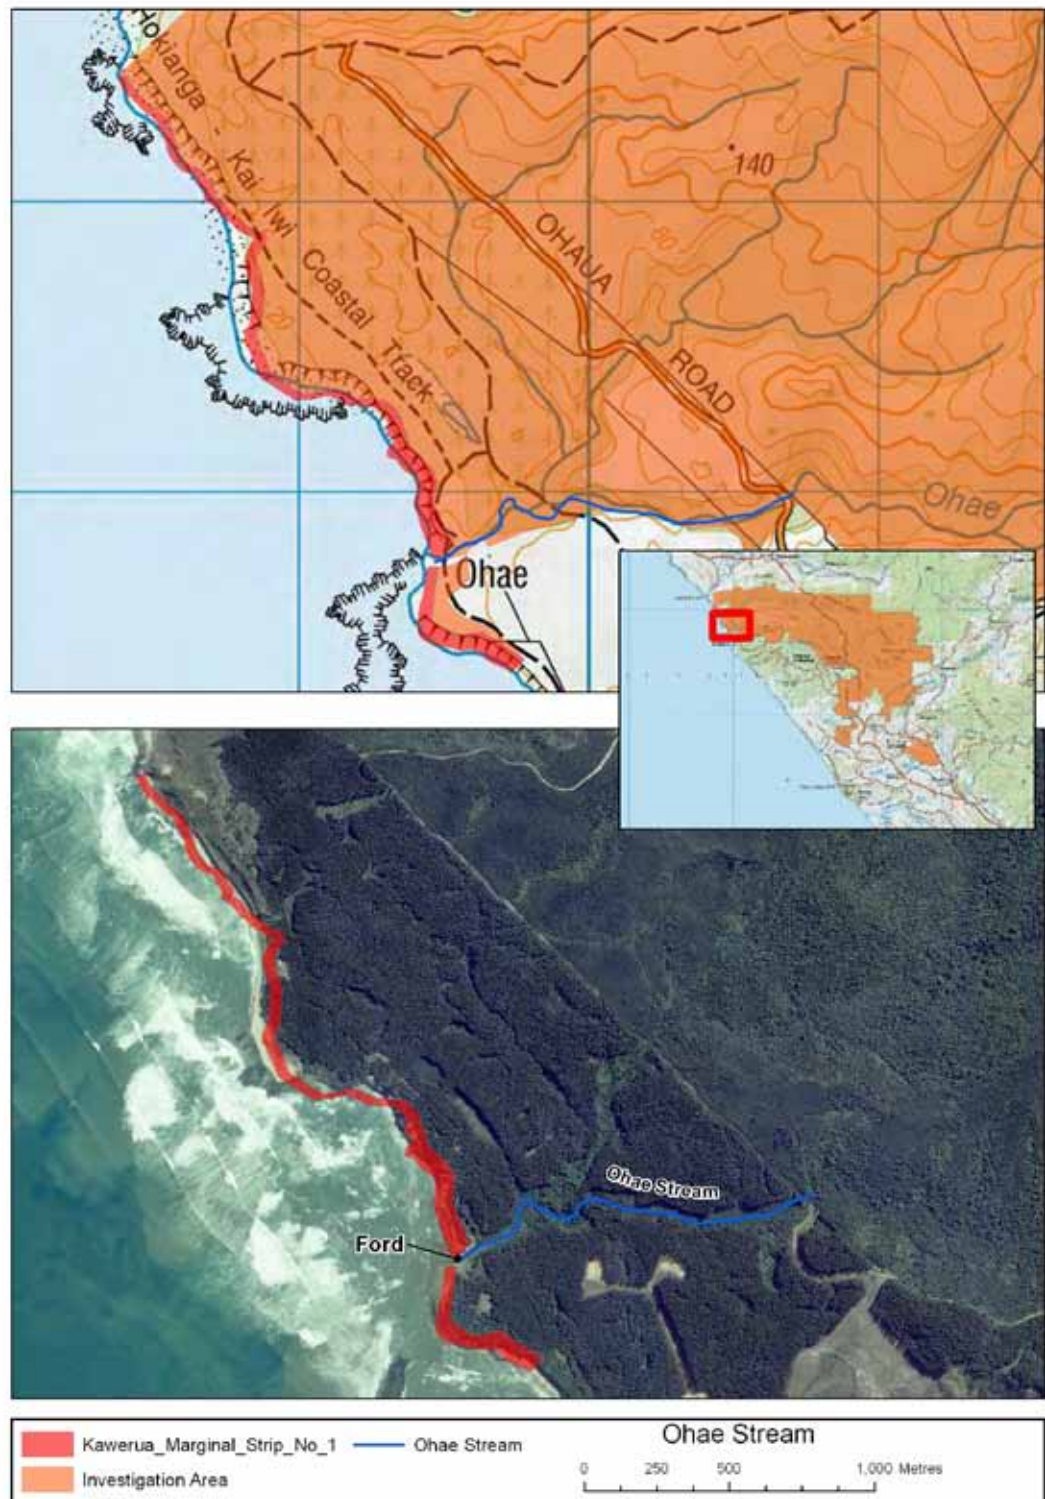 Hokianga - Kai Iwi Coastal Track
140
OHAUA ROAD
80
20
Ohae
Ohae
Ohae Stream
Ford
Kawerua_Marginal_Strip_No_1
Ohae Stream
Investigation Area
Ohae Stream
0 250 500 1,000 Metres